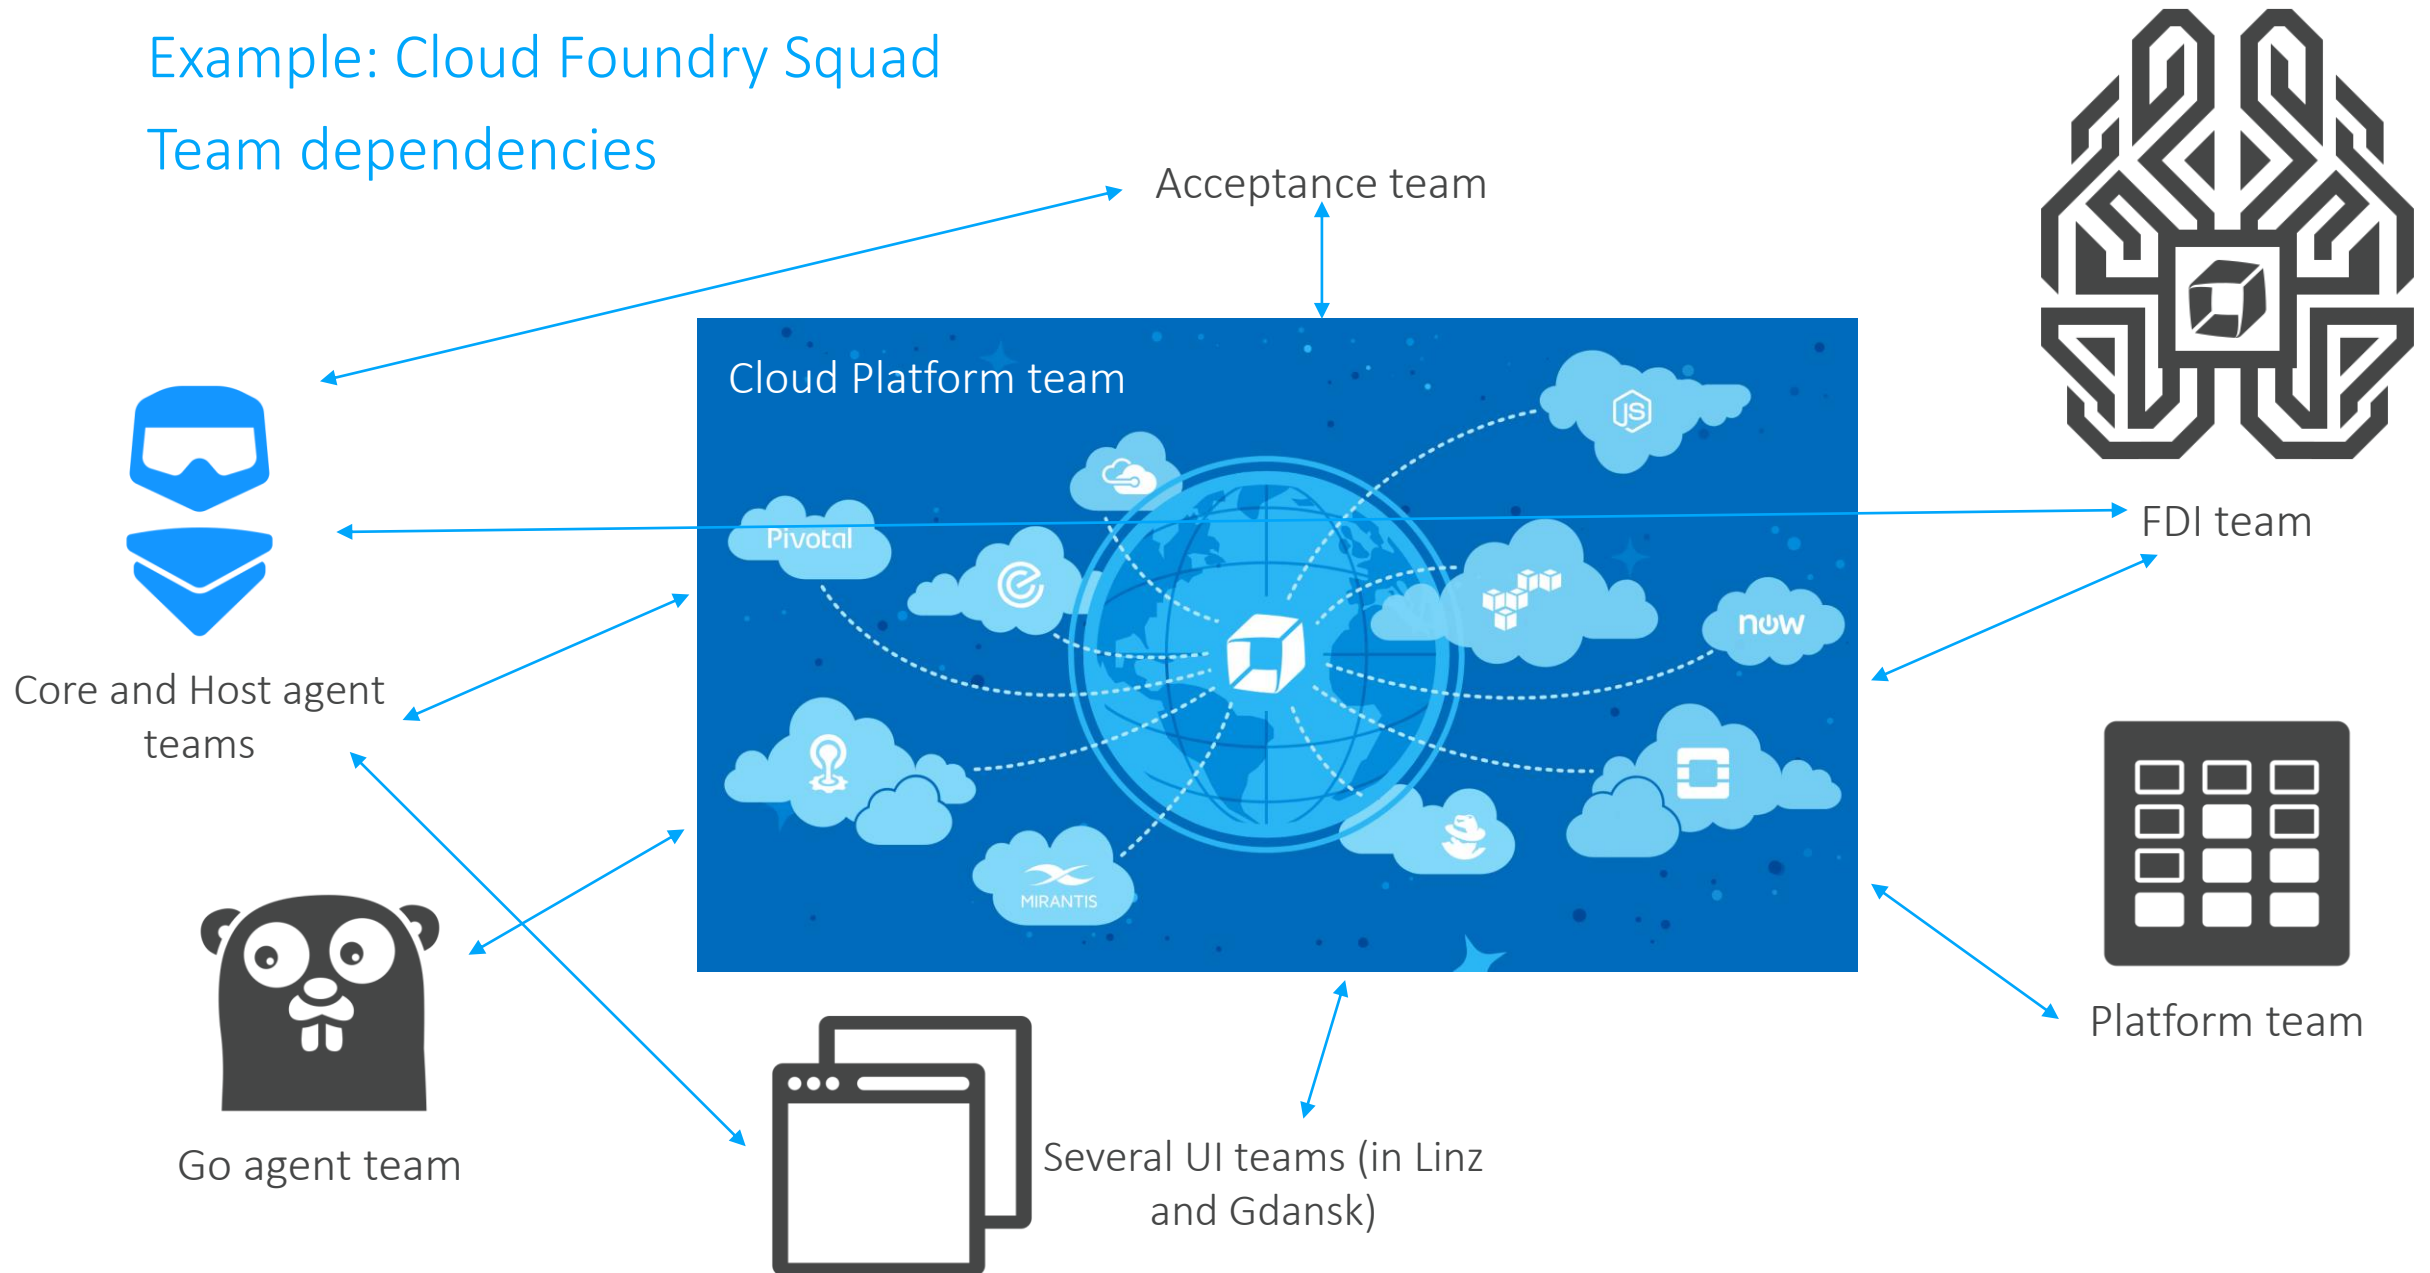 Example: Cloud Foundry Squad
Team dependencies
Acceptance team
Cloud Platform team
JS
Pivotal
now
MIRANTIS
FDI team
Core and Host agent
teams
Platform team
Go agent team
Several UI teams (in Linz
and Gdansk)